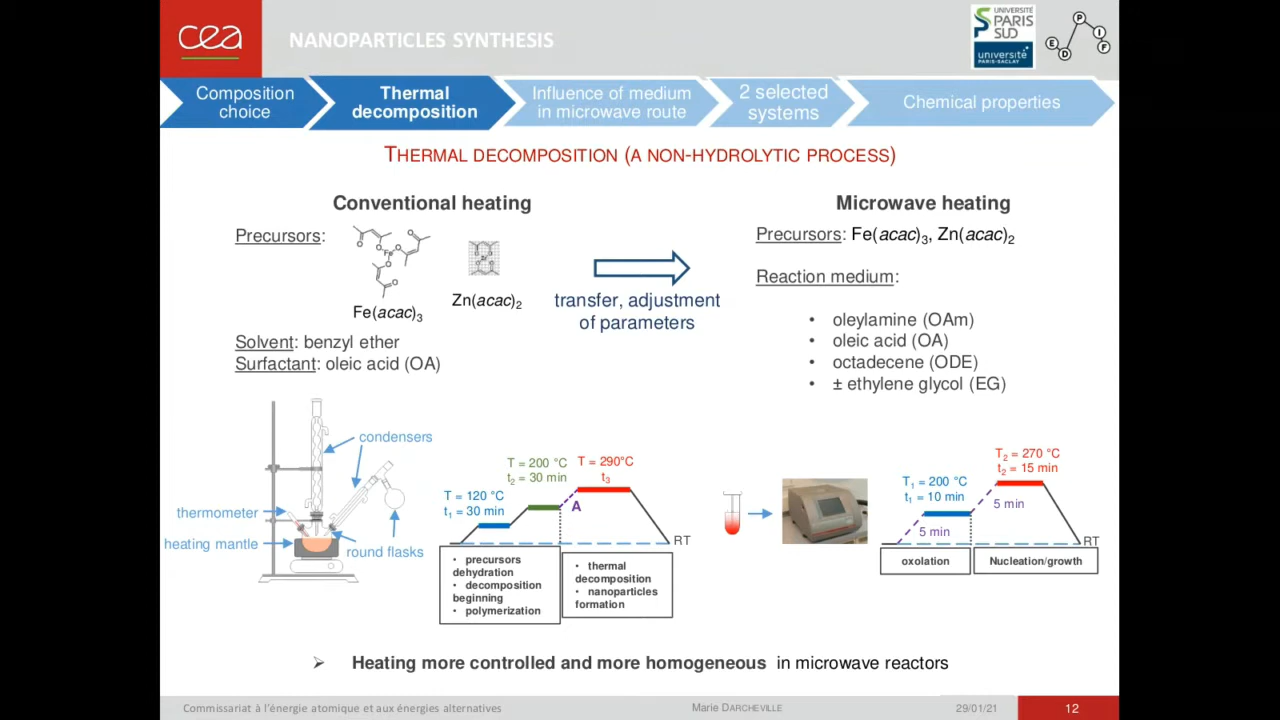 cea
NANOPARTICLES SYNTHESIS
UNIVERSITÉ
PARIS
SUD
université
PARIS-SACLAY
E
D
P
I
F
Composition
choice
Thermal
decomposition
Influence of medium
in microwave route
2 selected
systems
Chemical properties
THERMAL DECOMPOSITION (A NON-HYDROLYTIC PROCESS)
Conventional heating
Precursors:
Fe(acac)3
Zn(acac)2
Solvent: benzyl ether
Surfactant: oleic acid (OA)
transfer, adjustment
of parameters
Microwave heating
Precursors: Fe(acac)3, Zn(acac)2
Reaction medium:
• oleylamine (OAm)
• oleic acid (OA)
• octadecene (ODE)
• ± ethylene glycol (EG)
condensers
thermometer
heating mantle
round flasks
T = 120 °C
t1 = 30 min
T = 200 °C
t2 = 30 min
T = 290°C
t3
A
RT
• precursors
dehydration
• decomposition
beginning
• polymerization
• thermal
decomposition
• nanoparticles
formation
T1 = 200 °C
t1 = 10 min
T2 = 270 °C
t2 = 15 min
5 min
5 min
RT
oxolation
Nucleation/growth
➢ Heating more controlled and more homogeneous in microwave reactors
Commissariat à l'énergie atomique et aux énergies alternatives
Marie DARCHEVILLE
29/01/21
12